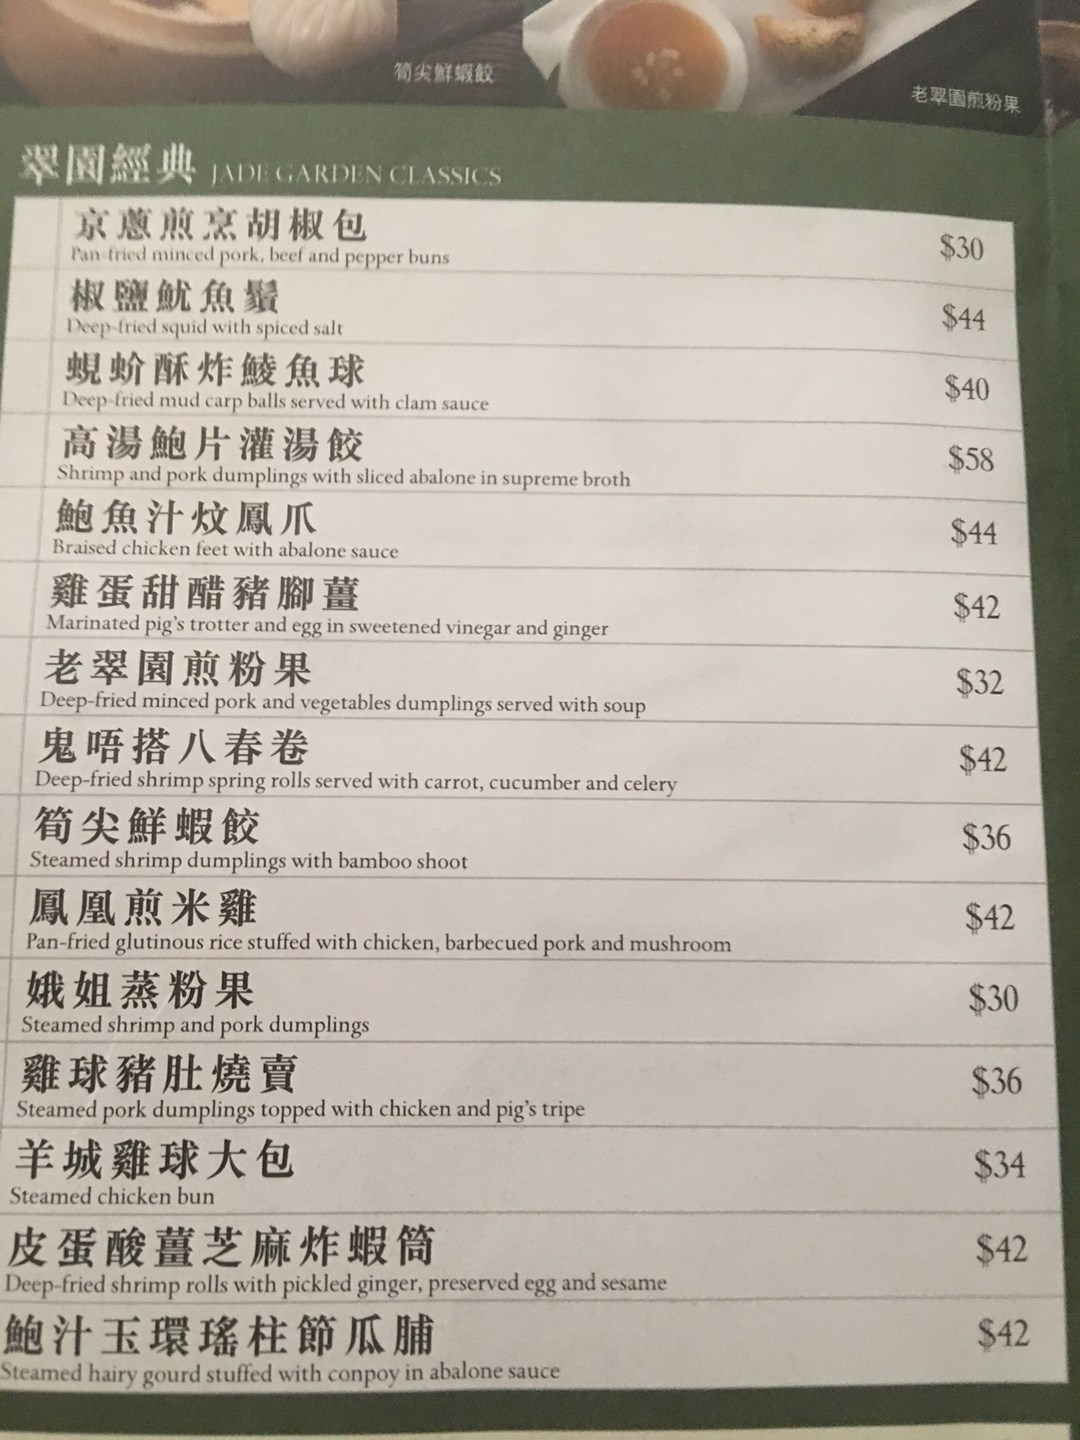 筍尖鮮蝦餃
老翠園煎粉果
翠園經典 JADE GARDEN CLASSICS
京蔥煎烹胡椒包 $30
Pan-fried minced pork, beef and pepper buns
椒鹽魷魚鬚 $44
Deep-fried squid with spiced salt
蜆蚧酥炸鯪魚球 $40
Deep-fried mud carp balls served with clam sauce
高湯鮑片灌湯餃 $58
Shrimp and pork dumplings with sliced abalone in supreme broth
鮑魚汁炆鳳爪 $44
Braised chicken feet with abalone sauce
雞蛋甜醋豬腳薑 $42
Marinated pig's trotter and egg in sweetened vinegar and ginger
老翠園煎粉果 $32
Deep-fried minced pork and vegetables dumplings served with soup
鬼唔搭八春卷 $42
Deep-fried shrimp spring rolls served with carrot, cucumber and celery
筍尖鮮蝦餃 $36
Steamed shrimp dumplings with bamboo shoot
鳳凰煎米雞 $42
Pan-fried glutinous rice stuffed with chicken, barbecued pork and mushroom
娥姐蒸粉果 $30
Steamed shrimp and pork dumplings
雞球豬肚燒賣 $36
Steamed pork dumplings topped with chicken and pig's tripe
羊城雞球大包 $34
Steamed chicken bun
皮蛋酸薑芝麻炸蝦筒 $42
Deep-fried shrimp rolls with pickled ginger, preserved egg and sesame
鮑汁玉環瑤柱節瓜脯 $42
Steamed hairy gourd stuffed with conpoy in abalone sauce